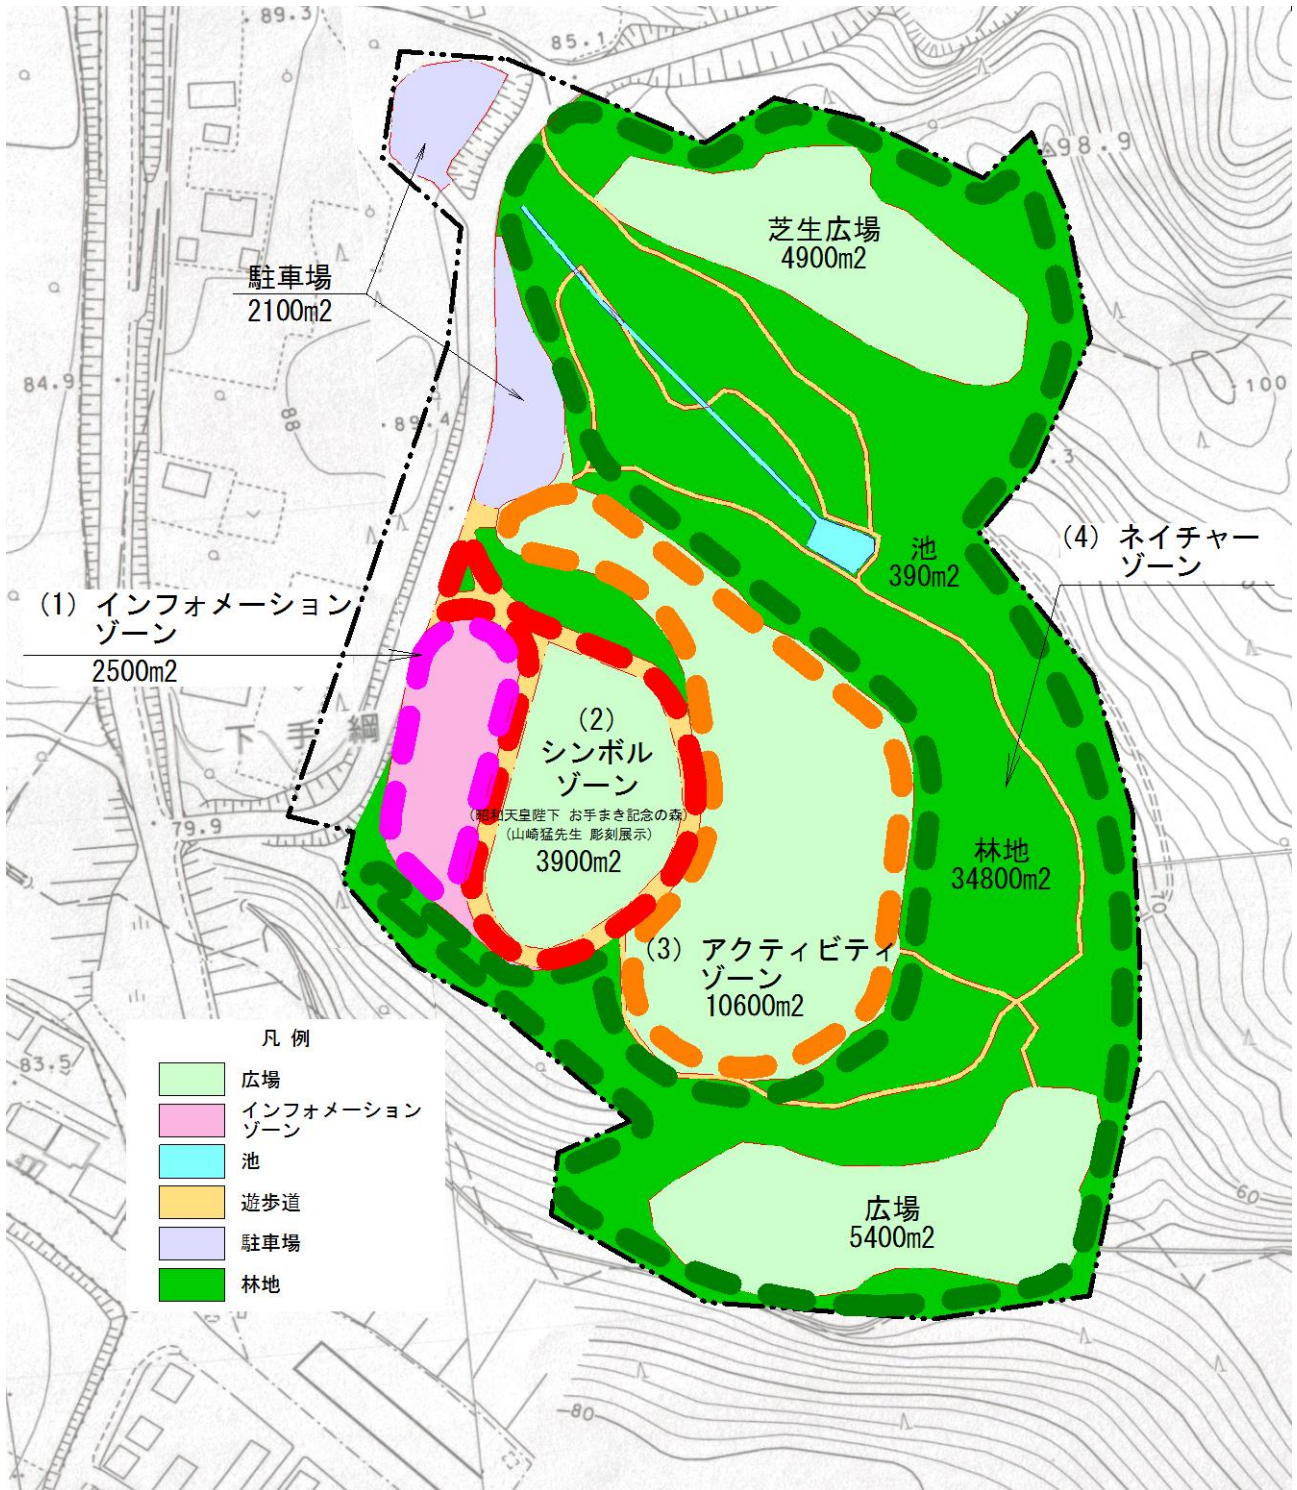 89.3
85.1
98.9
芝生広場
4900m2
駐車場
2100m2
84.9
88
89.4
100
.3
池
390m2
(4) ネイチャー
ゾーン
(1) インフォメーション
ゾーン
2500m2
下手綱
(2)
シンボル
ゾーン
(昭和天皇陛下 お手まき記念の森)
(山崎猛先生 彫刻展示)
3900m2
79.9
林地
34800m2
70
(3) アクティビティ
ゾーン
10600m2
凡 例
広場
インフォメーション
ゾーン
池
遊歩道
駐車場
林地
83.5
広場
5400m2
60
80